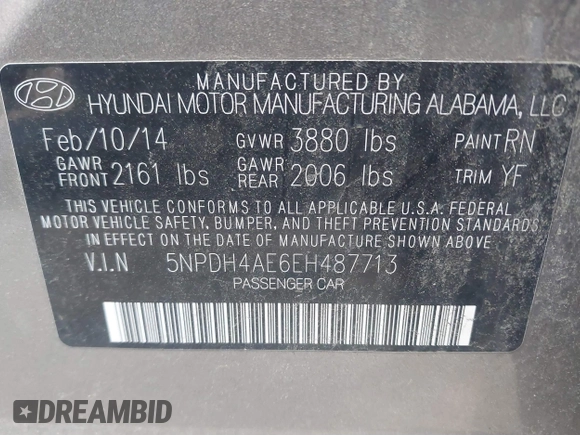 MANUFACTURED BY
HYUNDAI MOTOR MANUFACTURING ALABAMA, LLC
Feb/10/14 GVWR 3880 lbs PAINT RN
GAWR FRONT 2161 lbs GAWR REAR 2006 lbs TRIM YF
THIS VEHICLE CONFORMS TO ALL APPLICABLE U.S.A. FEDERAL
MOTOR VEHICLE SAFETY, BUMPER, AND THEFT PREVENTION STANDARDS
IN EFFECT ON THE DATE OF MANUFACTURE SHOWN ABOVE.
V.I.N 5NPDH4AE6EH487713
PASSENGER CAR
DREAMBID